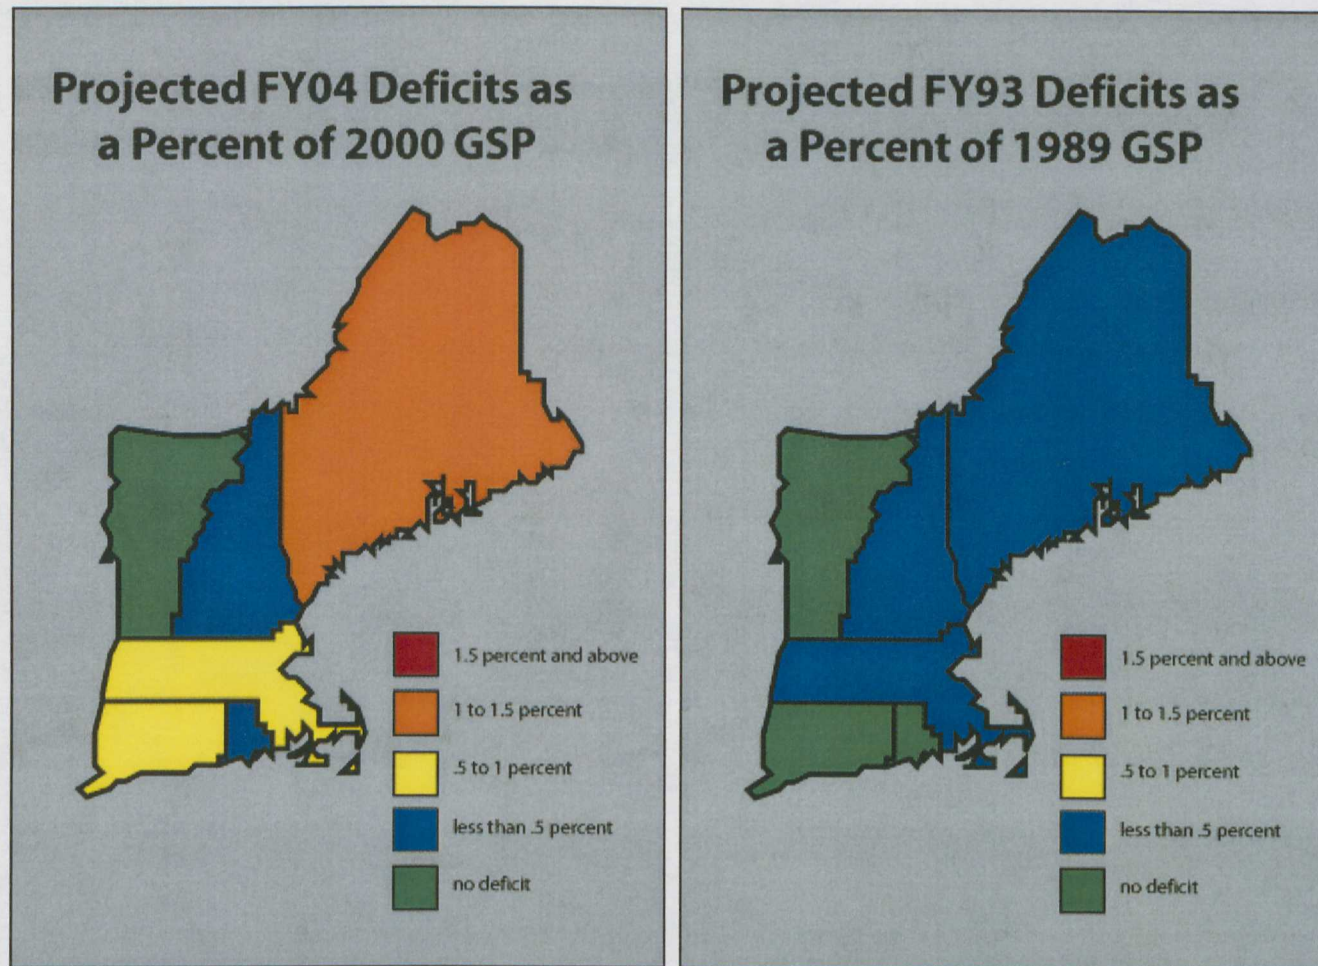 Projected FY04 Deficits as
a Percent of 2000 GSP
1.5 percent and above
1 to 1.5 percent
.5 to 1 percent
less than .5 percent
no deficit
Projected FY93 Deficits as
a Percent of 1989 GSP
1.5 percent and above
1 to 1.5 percent
.5 to 1 percent
less than .5 percent
no deficit